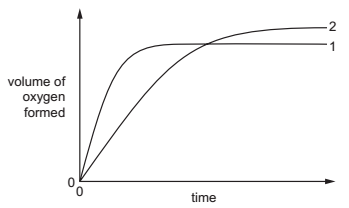 volume of
oxygen
formed
2
1
0
0
time